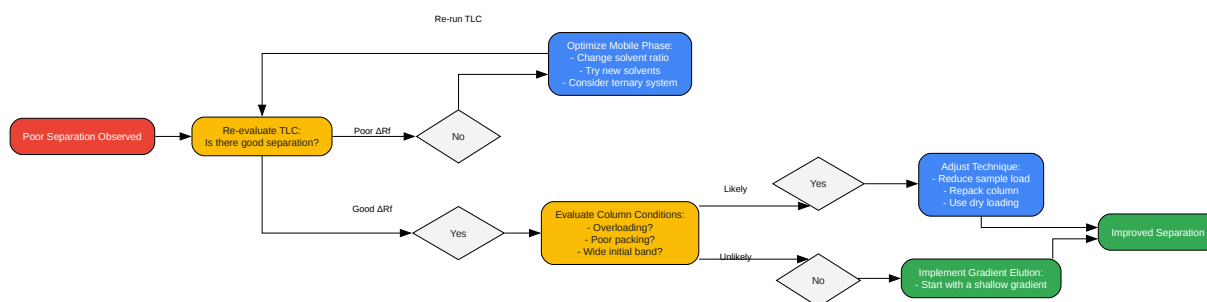 Re-run TLC
Optimize Mobile Phase:
- Change solvent ratio
- Try new solvents
- Consider ternary system
Poor Separation Observed
Re-evaluate TLC:
Is there good separation?
Poor ΔRf
No
Good ΔRf
Yes
Evaluate Column Conditions:
- Overloading?
- Poor packing?
- Wide initial band?
Likely
Yes
Adjust Technique:
- Reduce sample load
- Repack column
- Use dry loading
Unlikely
No
Implement Gradient Elution:
- Start with a shallow gradient
Improved Separation